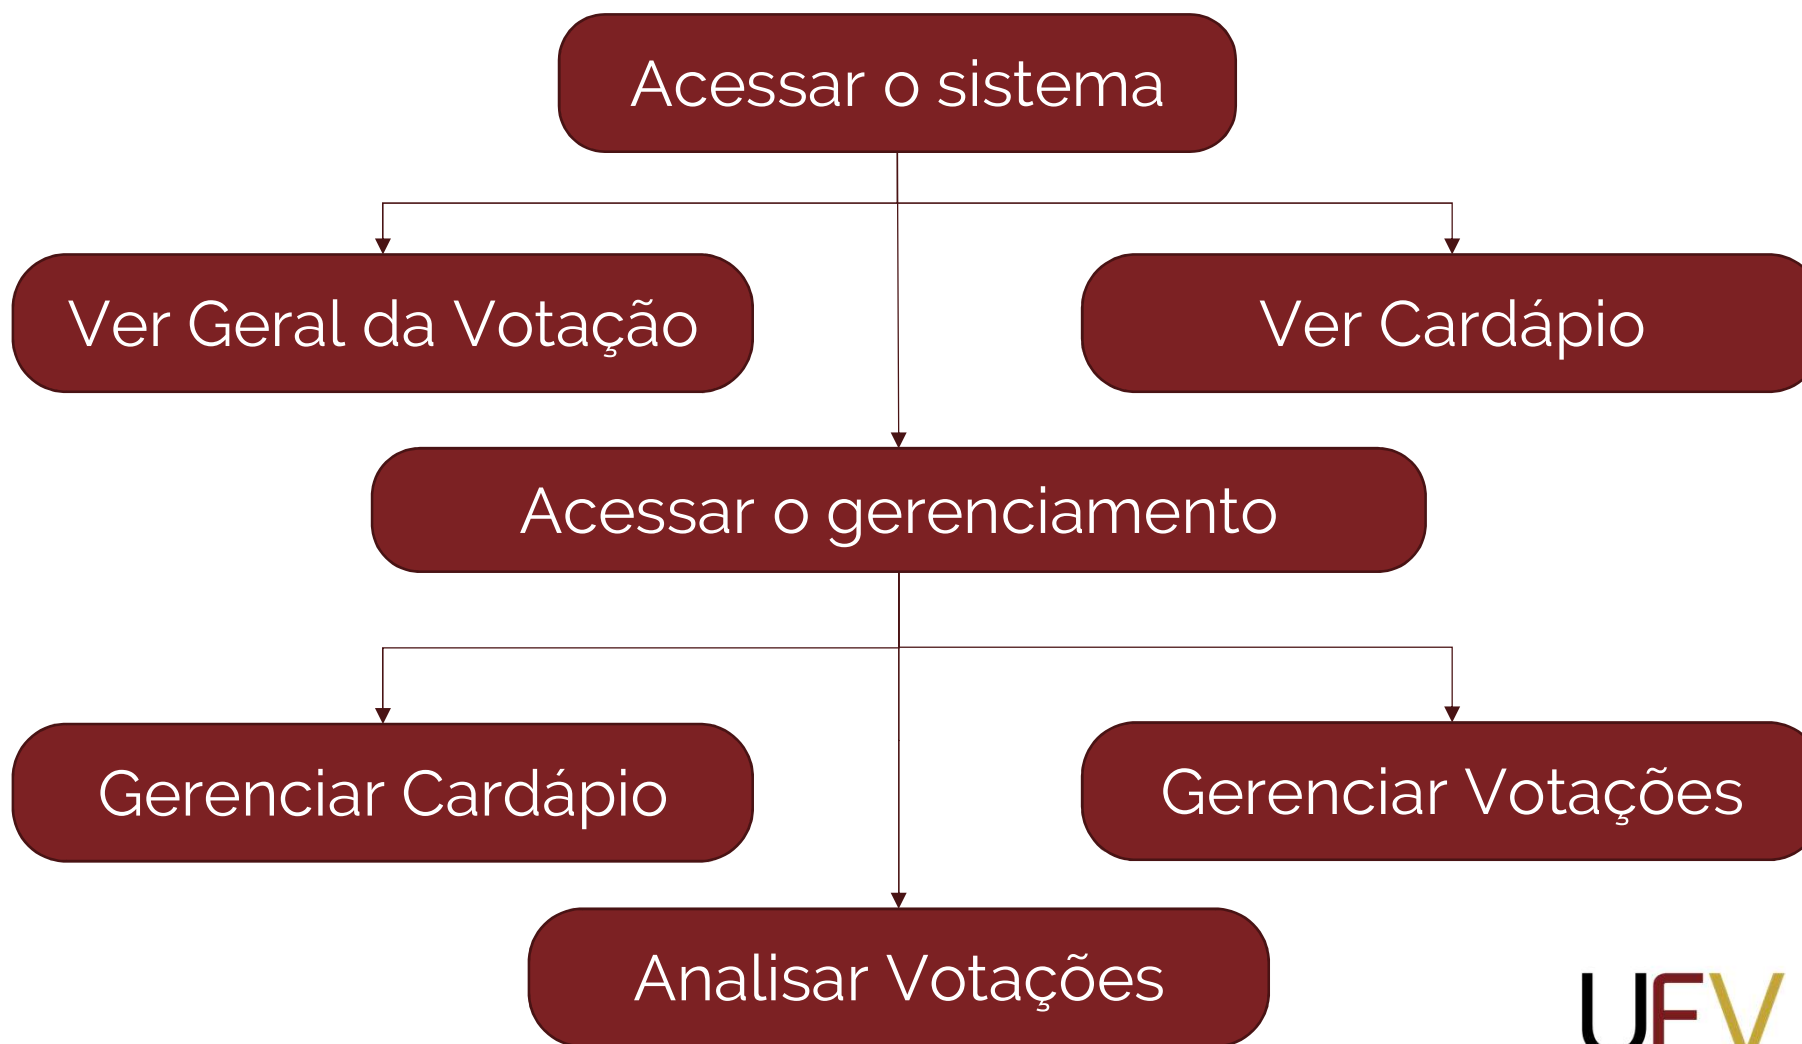 Acessar o sistema
Ver Geral da Votação
Ver Cardápio
Acessar o gerenciamento
Gerenciar Cardápio
Gerenciar Votações
Analisar Votações
UFV